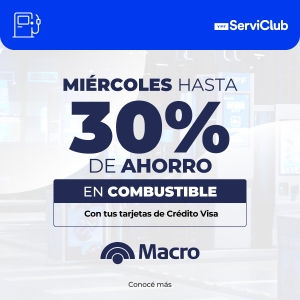 YPF ServiClub
MIÉRCOLES HASTA
30%
DE AHORRO
EN COMBUSTIBLE
Con tus tarjetas de Crédito Visa
Macro
Conocé más